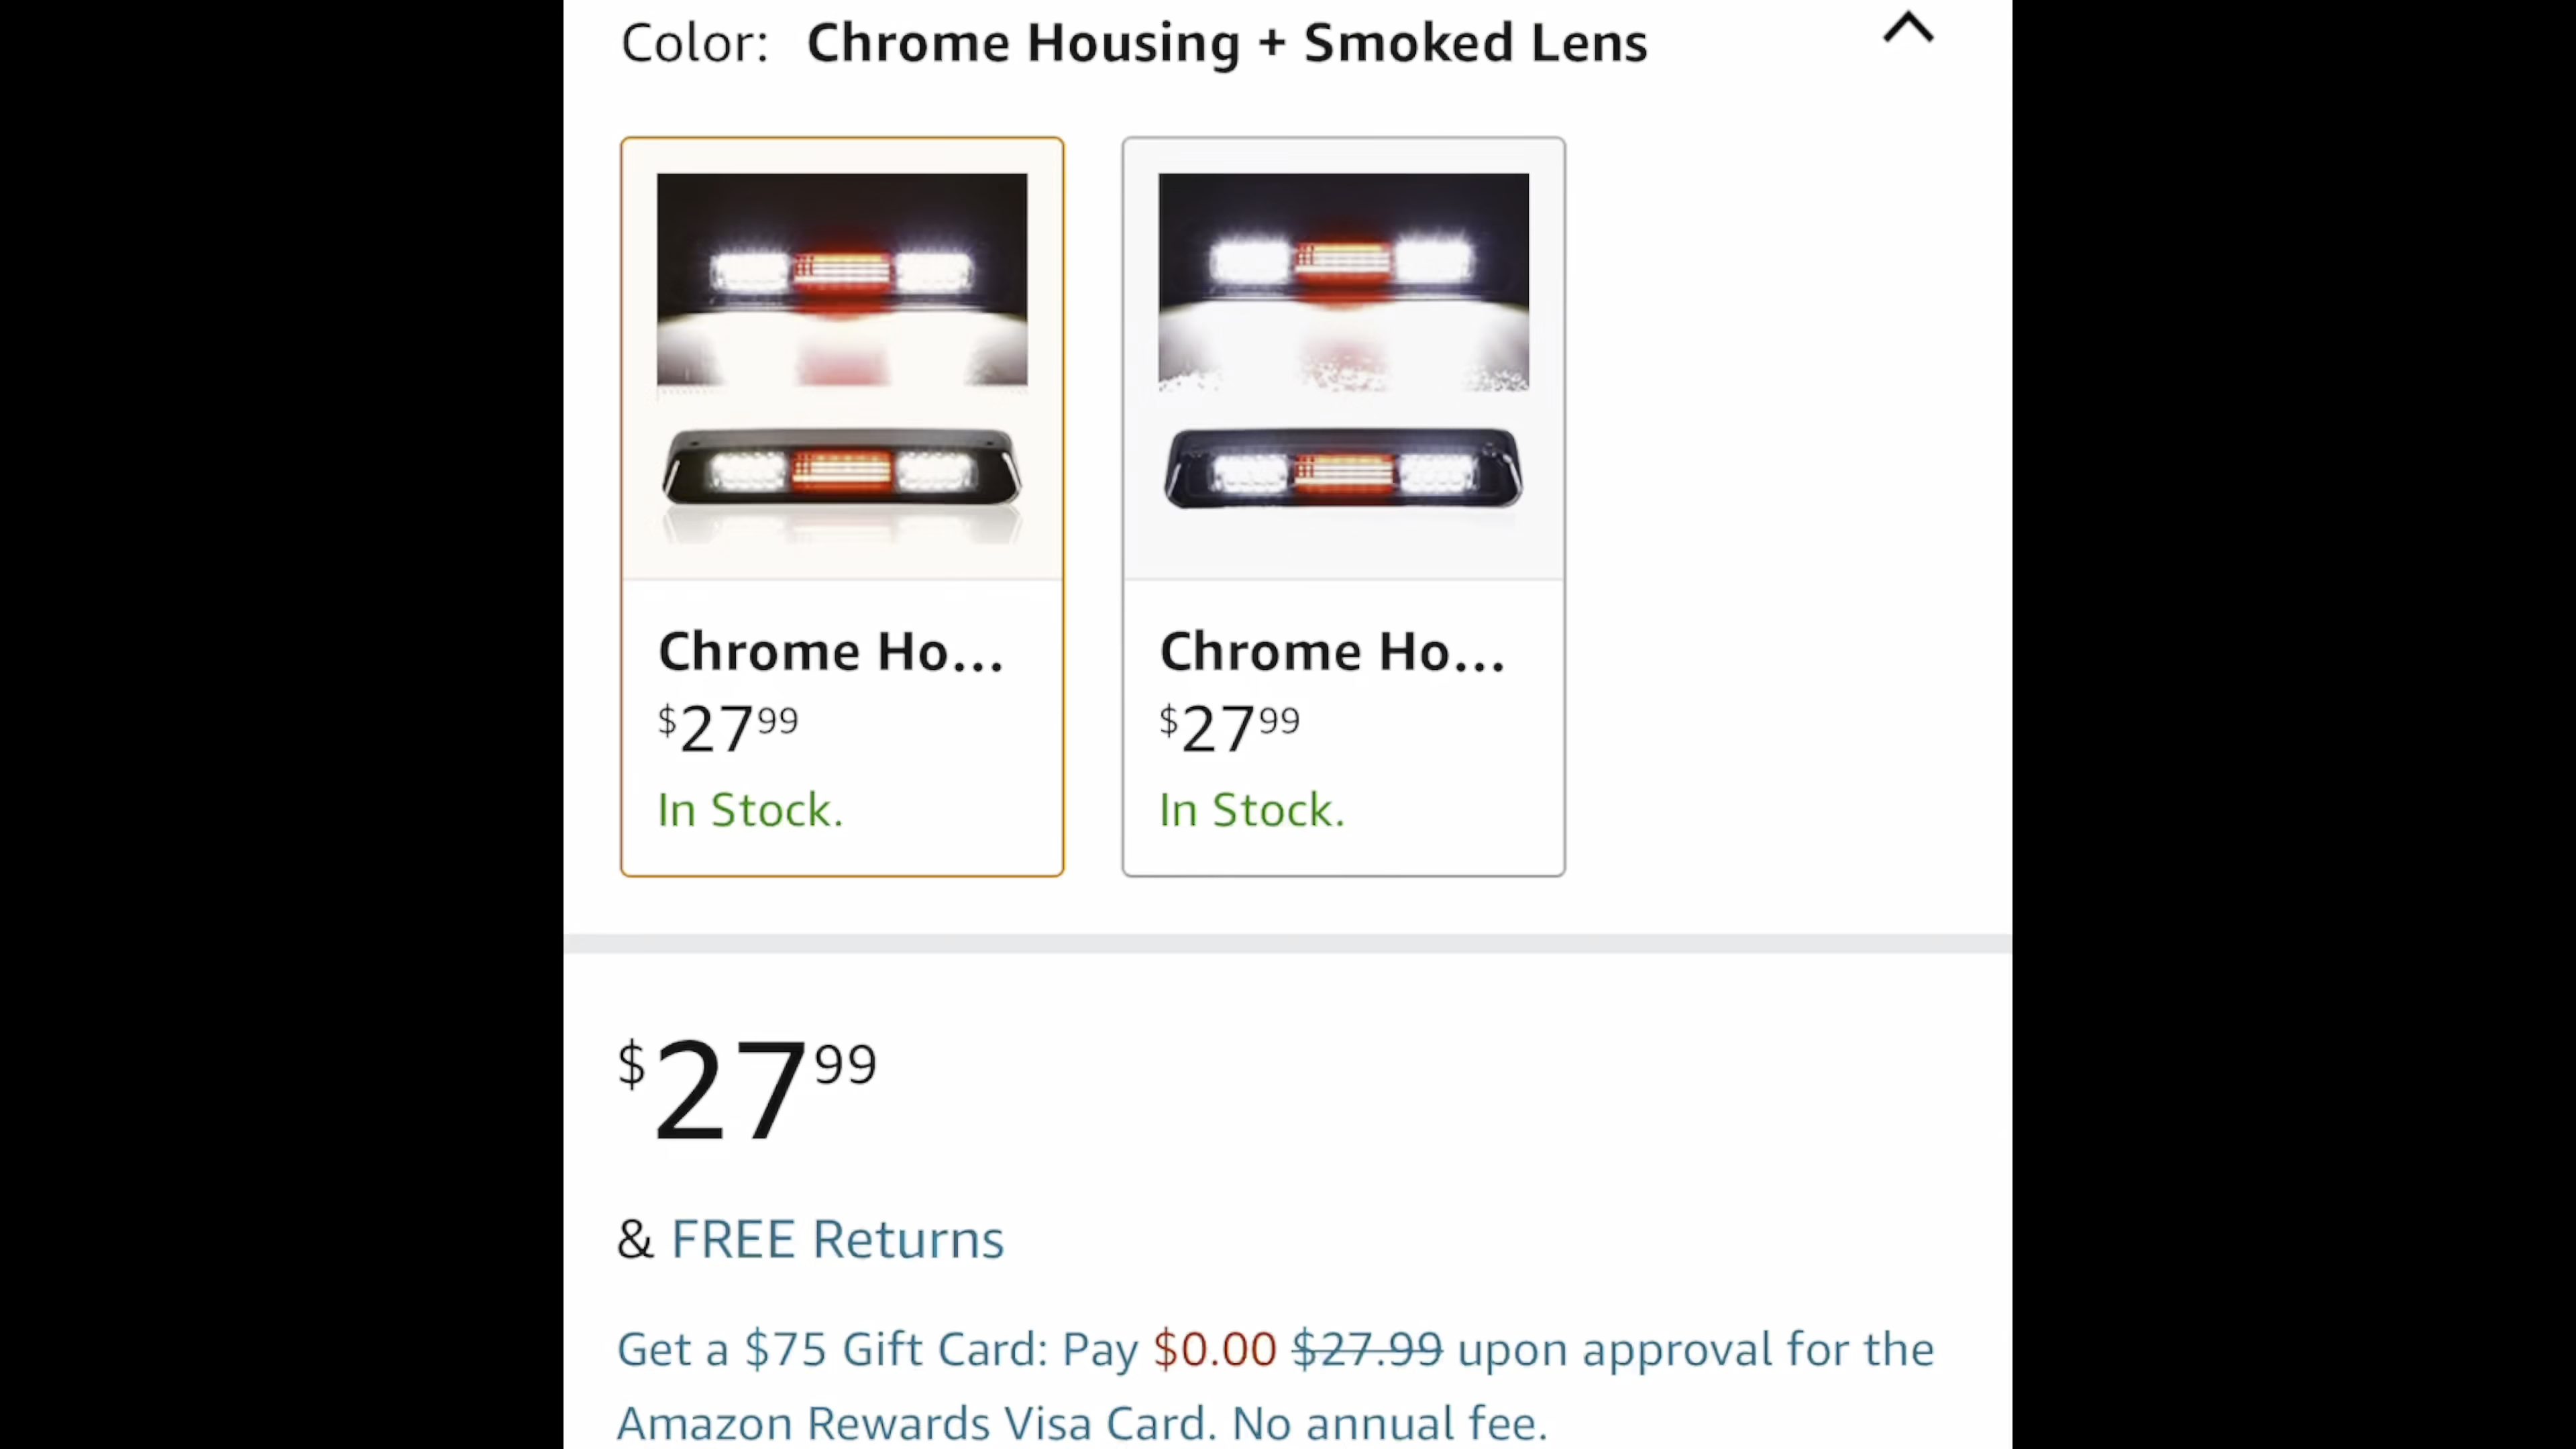 Color: Chrome Housing + Smoked Lens
Chrome Ho...
$27.99
In Stock.
Chrome Ho...
$27.99
In Stock.
$27.99
& FREE Returns
Get a $75 Gift Card: Pay $0.00 $27.99 upon approval for the
Amazon Rewards Visa Card. No annual fee.